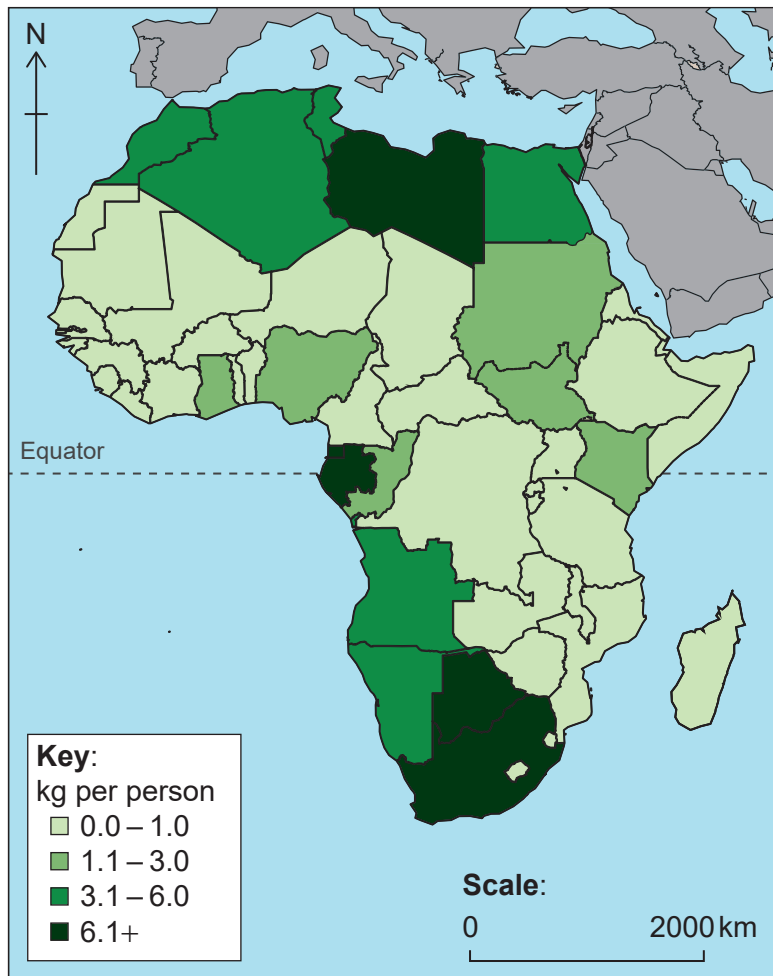 N
Equator
Key:
kg per person
0.0 – 1.0
1.1 – 3.0
3.1 – 6.0
6.1+
Scale:
0 2000 km